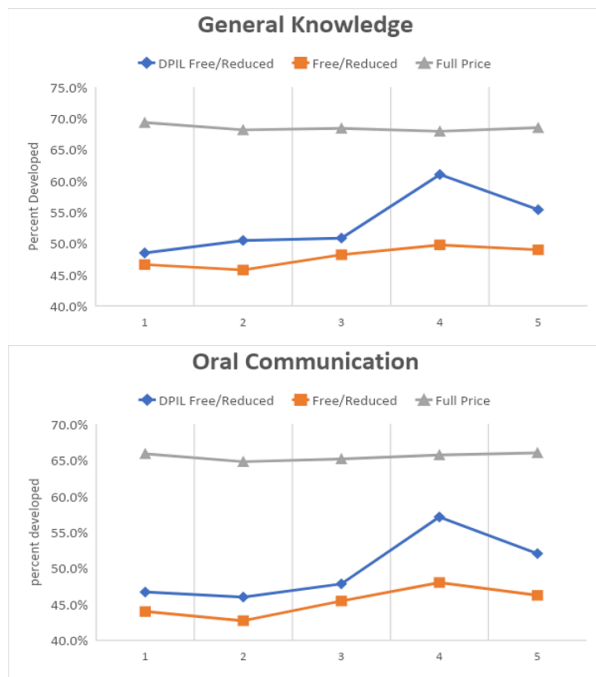 General Knowledge
DPIL Free/Reduced Free/Reduced Full Price
75.0%
70.0%
65.0%
60.0%
55.0%
50.0%
45.0%
40.0%
Percent Developed
1 2 3 4 5
Oral Communication
DPIL Free/Reduced Free/Reduced Full Price
70.0%
65.0%
60.0%
55.0%
50.0%
45.0%
40.0%
percent developed
1 2 3 4 5